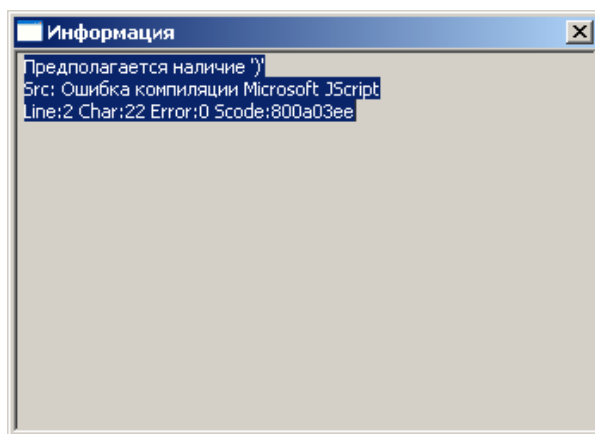 Информация
Предполагается наличие ')'
Src: Ошибка компиляции Microsoft JScript
Line:2 Char:22 Error:0 Scode:800a03ee